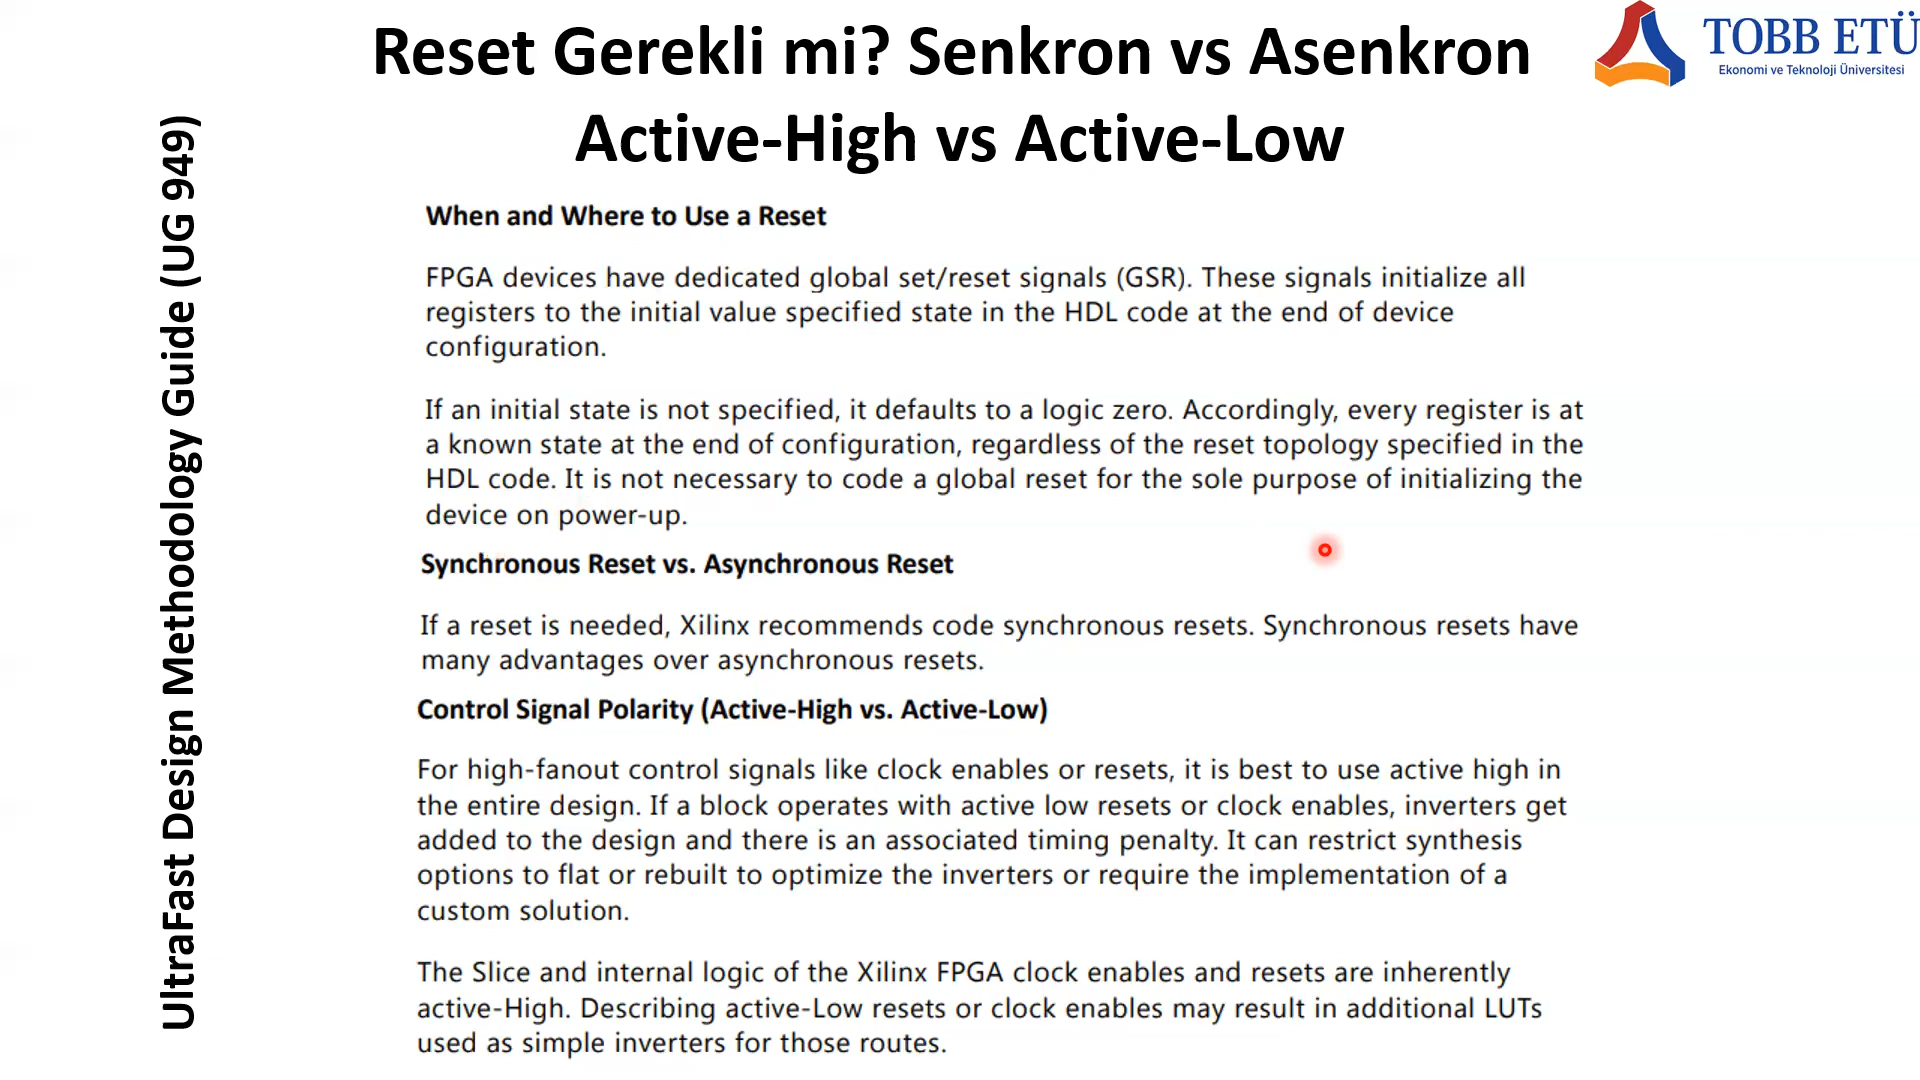 Reset Gerekli mi? Senkron vs Asenkron
Active-High vs Active-Low
TOBB ETÜ
Ekonomi ve Teknoloji Üniversitesi
UltraFast Design Methodology Guide (UG 949)
When and Where to Use a Reset
FPGA devices have dedicated global set/reset signals (GSR). These signals initialize all
registers to the initial value specified state in the HDL code at the end of device
configuration.
If an initial state is not specified, it defaults to a logic zero. Accordingly, every register is at
a known state at the end of configuration, regardless of the reset topology specified in the
HDL code. It is not necessary to code a global reset for the sole purpose of initializing the
device on power-up.
Synchronous Reset vs. Asynchronous Reset
If a reset is needed, Xilinx recommends code synchronous resets. Synchronous resets have
many advantages over asynchronous resets.
Control Signal Polarity (Active-High vs. Active-Low)
For high-fanout control signals like clock enables or resets, it is best to use active high in
the entire design. If a block operates with active low resets or clock enables, inverters get
added to the design and there is an associated timing penalty. It can restrict synthesis
options to flat or rebuilt to optimize the inverters or require the implementation of a
custom solution.
The Slice and internal logic of the Xilinx FPGA clock enables and resets are inherently
active-High. Describing active-Low resets or clock enables may result in additional LUTs
used as simple inverters for those routes.